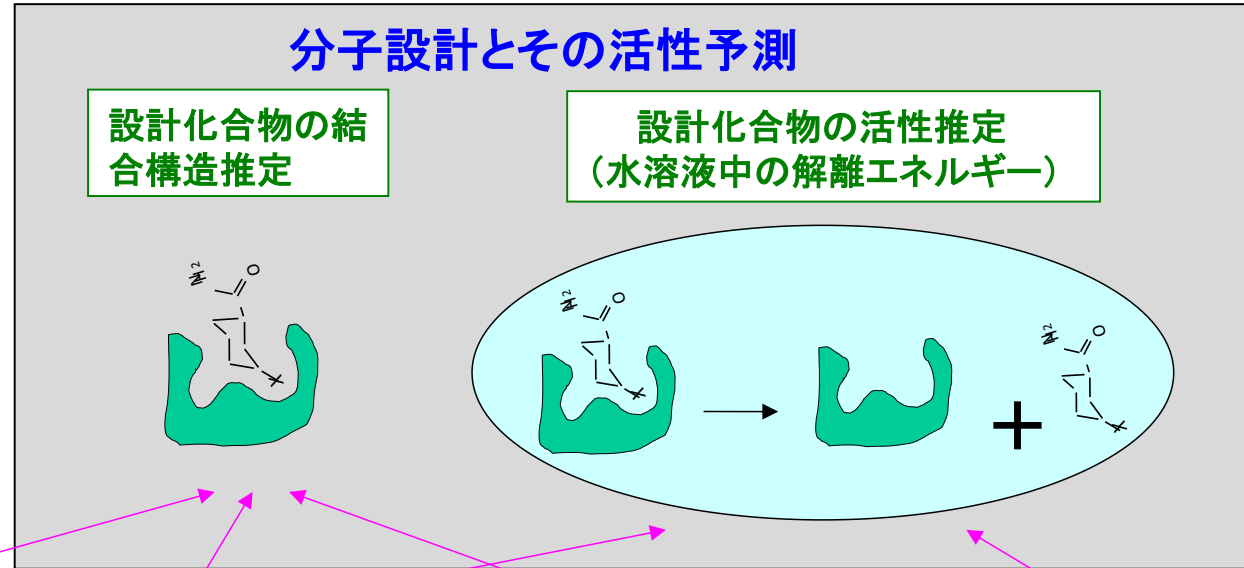 分子設計とその活性予測
設計化合物の結
合構造推定
設計化合物の活性推定
（水溶液中の解離エネルギー）
O
X
O
X
O
X
+